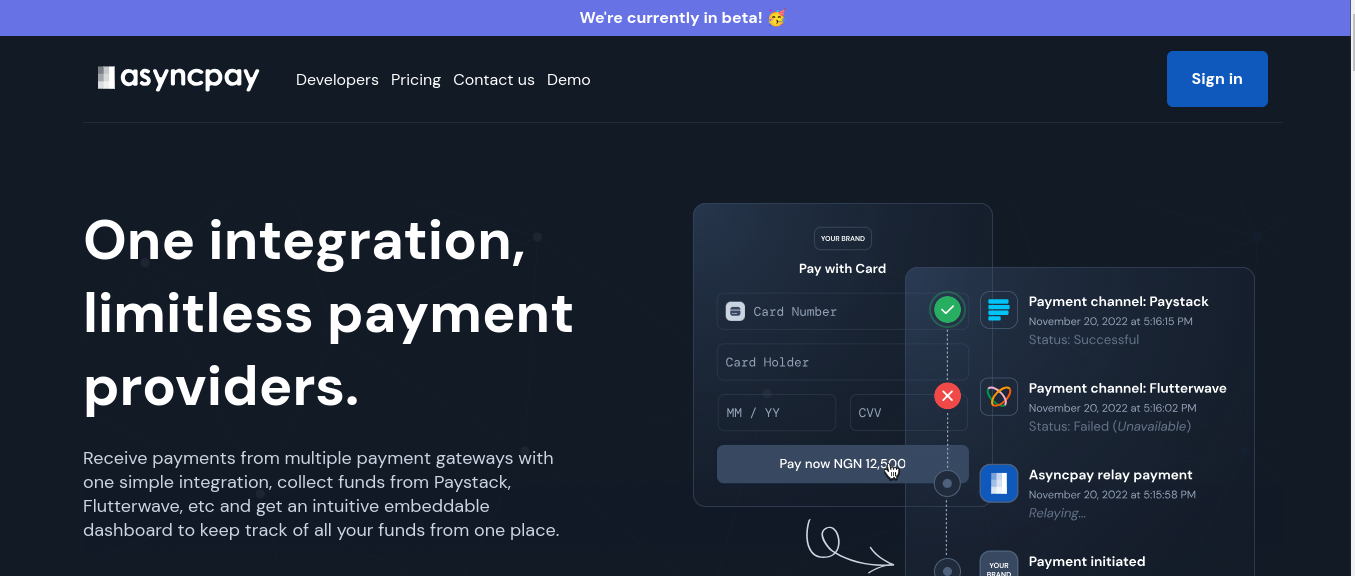 We're currently in beta! 🥳
asyncpay
Developers Pricing Contact us Demo
Sign in
One integration,
limitless payment
providers.
Receive payments from multiple payment gateways with
one simple integration, collect funds from Paystack,
Flutterwave, etc and get an intuitive embeddable
dashboard to keep track of all your funds from one place.
YOUR BRAND
Pay with Card
Card Number
Card Holder
MM / YY
CVV
Pay now NGN 12,500
Payment channel: Paystack
November 20, 2022 at 5:16:15 PM
Status: Successful
Payment channel: Flutterwave
November 20, 2022 at 5:16:02 PM
Status: Failed (Unavailable)
Asyncpay relay payment
November 20, 2022 at 5:15:58 PM
Relaying...
YOUR
BRAND
Payment initiated